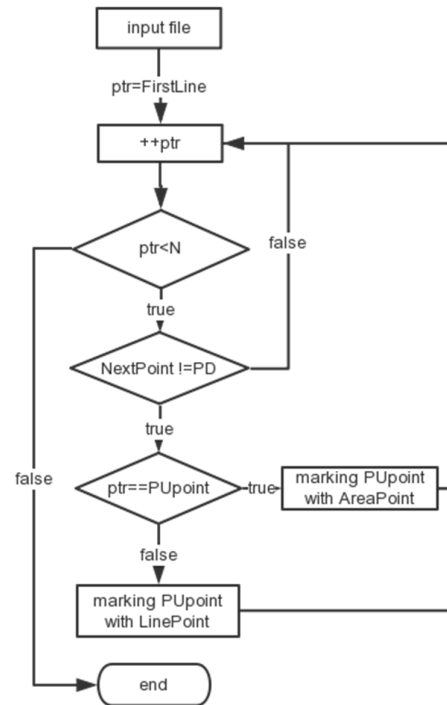 input file
ptr=FirstLine
++ptr
ptr<N
false
true
NextPoint !=PD
true
false
ptr==PUpoint
true
marking PUpoint
with AreaPoint
false
marking PUpoint
with LinePoint
end